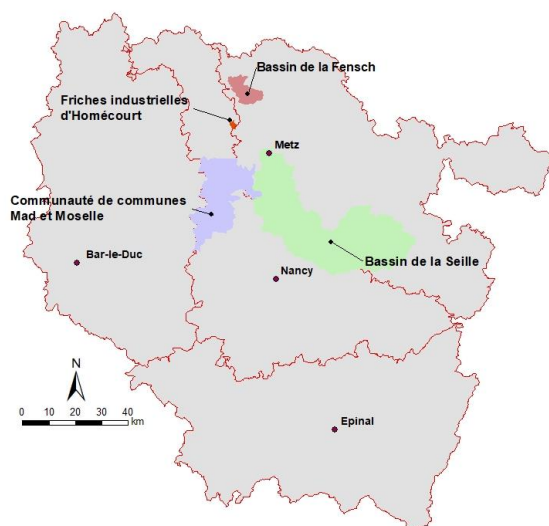 Bassin de la Fensch
Friches industrielles
d'Homécourt
Metz
Communauté de communes
Mad et Moselle
Bar-le-Duc
Nancy
Bassin de la Seille
N
0 10 20 30 40
km
Epinal